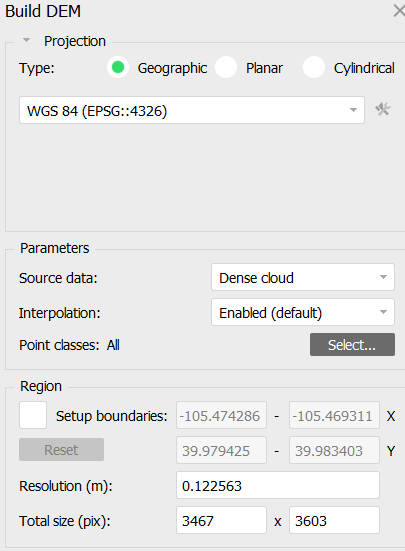 Build DEM
Projection
Type: Geographic Planar Cylindrical
WGS 84 (EPSG::4326)
Parameters
Source data: Dense cloud
Interpolation: Enabled (default)
Point classes: All Select...
Region
Setup boundaries: -105.474286 - -105.469311 X
Reset 39.979425 - 39.983403 Y
Resolution (m): 0.122563
Total size (pix): 3467 x 3603